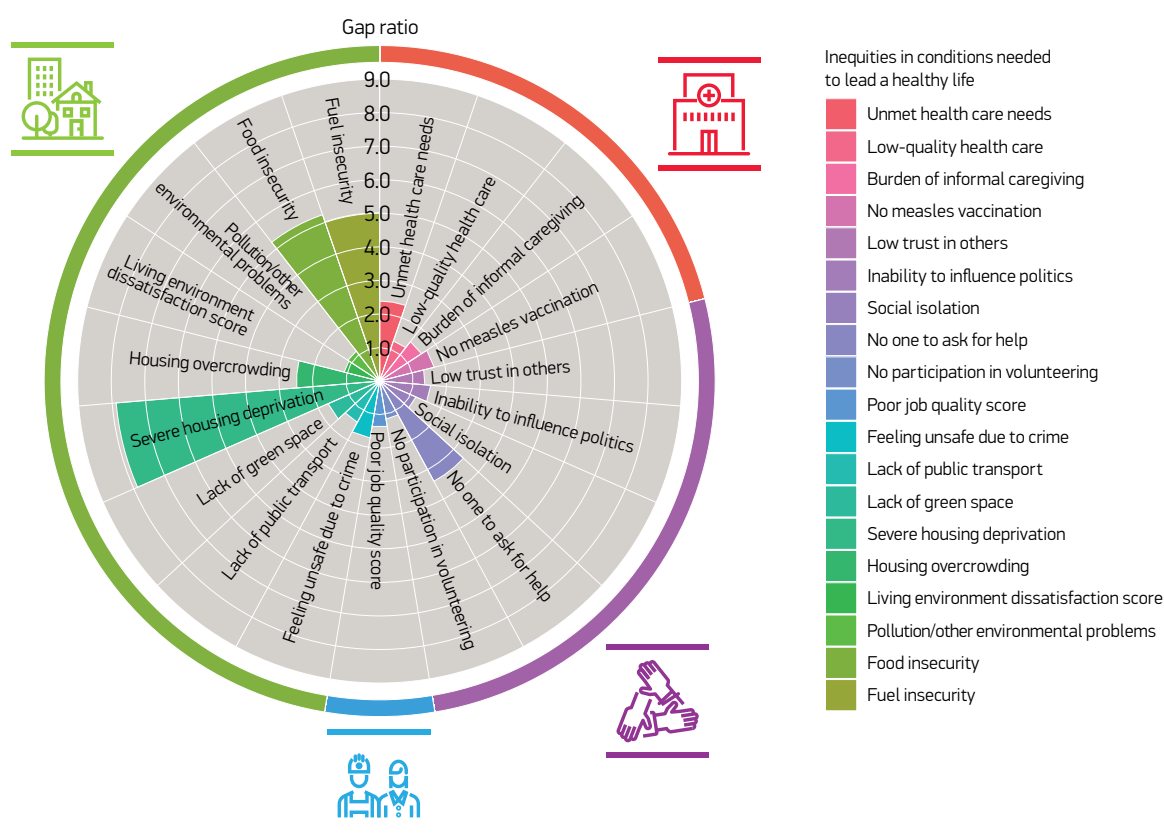 Gap ratio
9.0
8.0
7.0
6.0
5.0
4.0
3.0
2.0
1.0
Unmet health care needs
Low-quality health care
Burden of informal caregiving
No measles vaccination
Low trust in others
Inability to influence politics
Social isolation
No one to ask for help
No participation in volunteering
Poor job quality score
Feeling unsafe due to crime
Lack of public transport
Lack of green space
Severe housing deprivation
Housing overcrowding
Living environment
dissatisfaction score
Pollution/other
environmental problems
Food insecurity
Fuel insecurity
Inequities in conditions needed
to lead a healthy life
Unmet health care needs
Low-quality health care
Burden of informal caregiving
No measles vaccination
Low trust in others
Inability to influence politics
Social isolation
No one to ask for help
No participation in volunteering
Poor job quality score
Feeling unsafe due to crime
Lack of public transport
Lack of green space
Severe housing deprivation
Housing overcrowding
Living environment dissatisfaction score
Pollution/other environmental problems
Food insecurity
Fuel insecurity